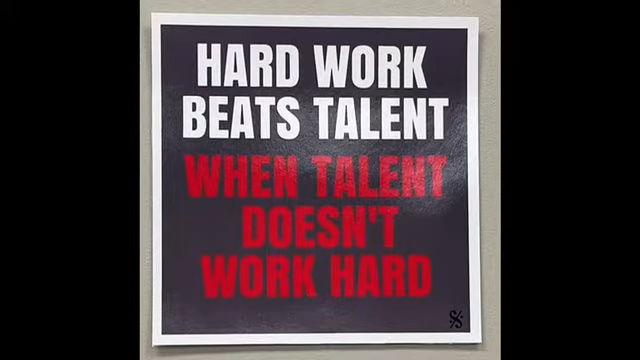 HARD WORK
BEATS TALENT
WHEN TALENT
DOESN'T
WORK HARD